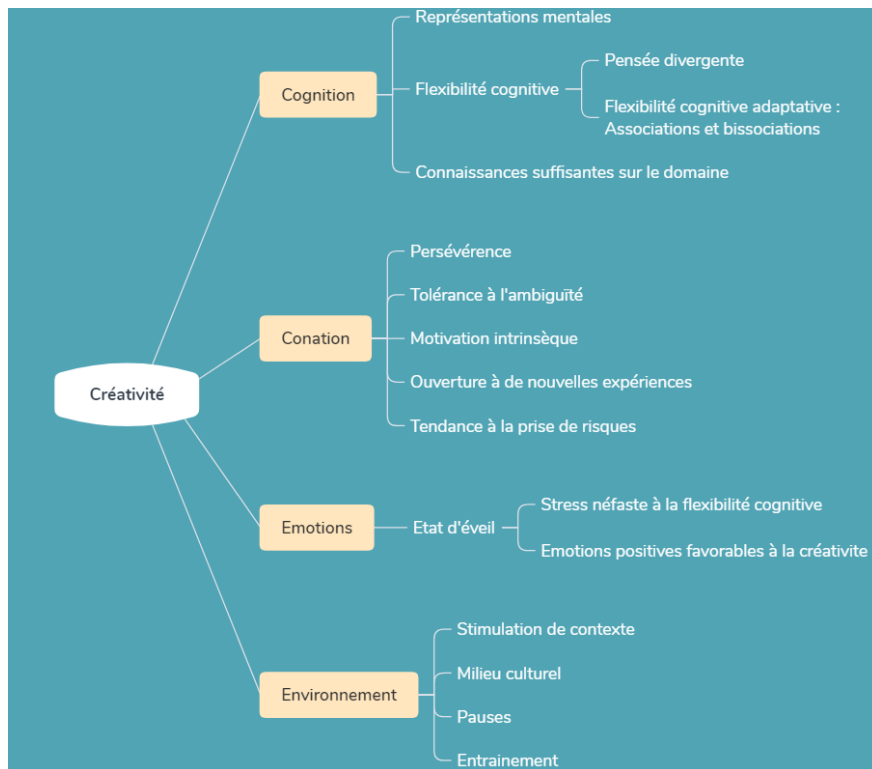 Créativité
Cognition
Représentations mentales
Flexibilité cognitive
Pensée divergente
Flexibilité cognitive adaptative :
Associations et bissociations
Connaissances suffisantes sur le domaine
Conation
Persévérence
Tolérance à l'ambiguïté
Motivation intrinsèque
Ouverture à de nouvelles expériences
Tendance à la prise de risques
Emotions
Etat d'éveil
Stress néfaste à la flexibilité cognitive
Emotions positives favorables à la créativite
Environnement
Stimulation de contexte
Milieu culturel
Pauses
Entrainement